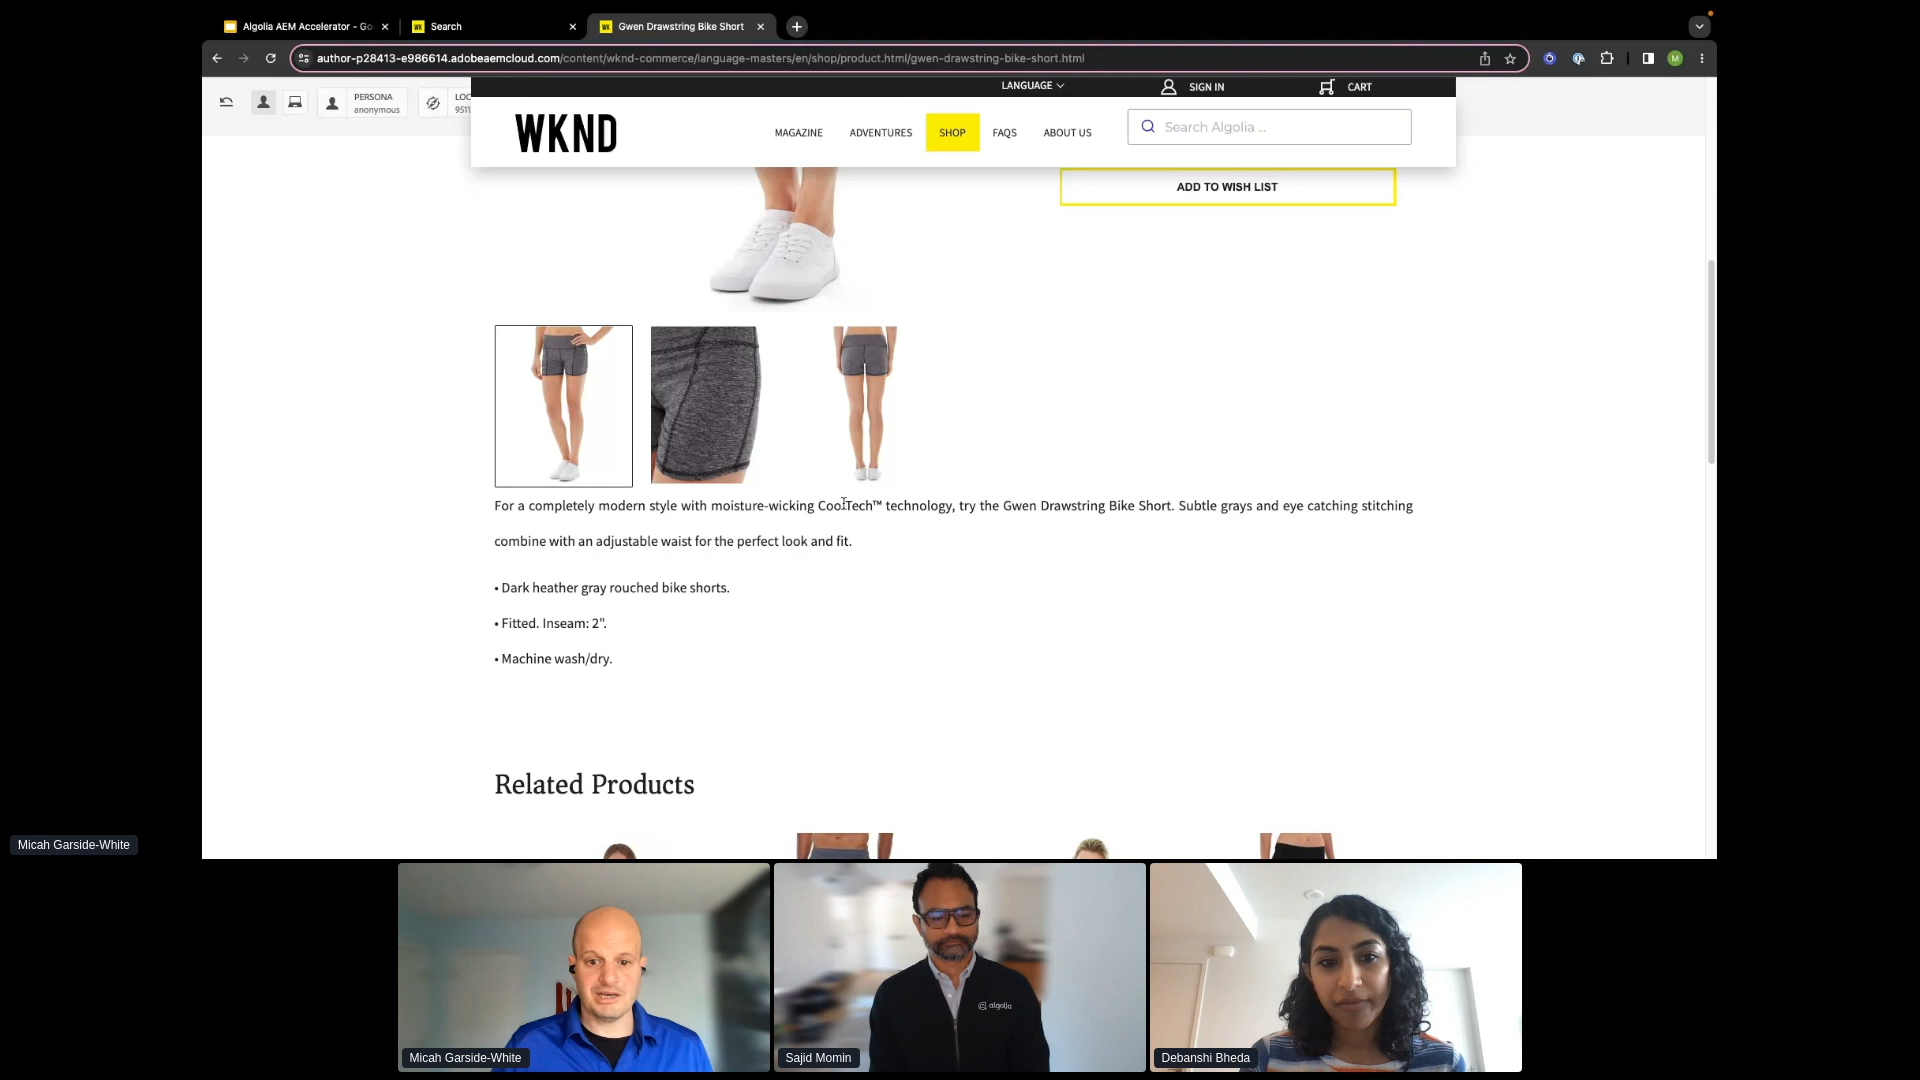 Algolia AEM Accelerator - Go
Search
Gwen Drawstring Bike Short
author-p28413-e986614.adobeaemcloud.com/content/wknd-commerce/language-masters/en/shop/product.html/gwen-drawstring-bike-short.html
M
PERSONA
anonymous
LOC
9511
LANGUAGE
SIGN IN
CART
WKND
MAGAZINE
ADVENTURES
SHOP
FAQS
ABOUT US
Search Algolia ...
ADD TO WISH LIST
For a completely modern style with moisture-wicking CoolTech™ technology, try the Gwen Drawstring Bike Short. Subtle grays and eye catching stitching
combine with an adjustable waist for the perfect look and fit.
• Dark heather gray rouched bike shorts.
• Fitted. Inseam: 2".
• Machine wash/dry.
Related Products
Micah Garside-White
algolia
Micah Garside-White
Sajid Momin
Debanshi Bheda